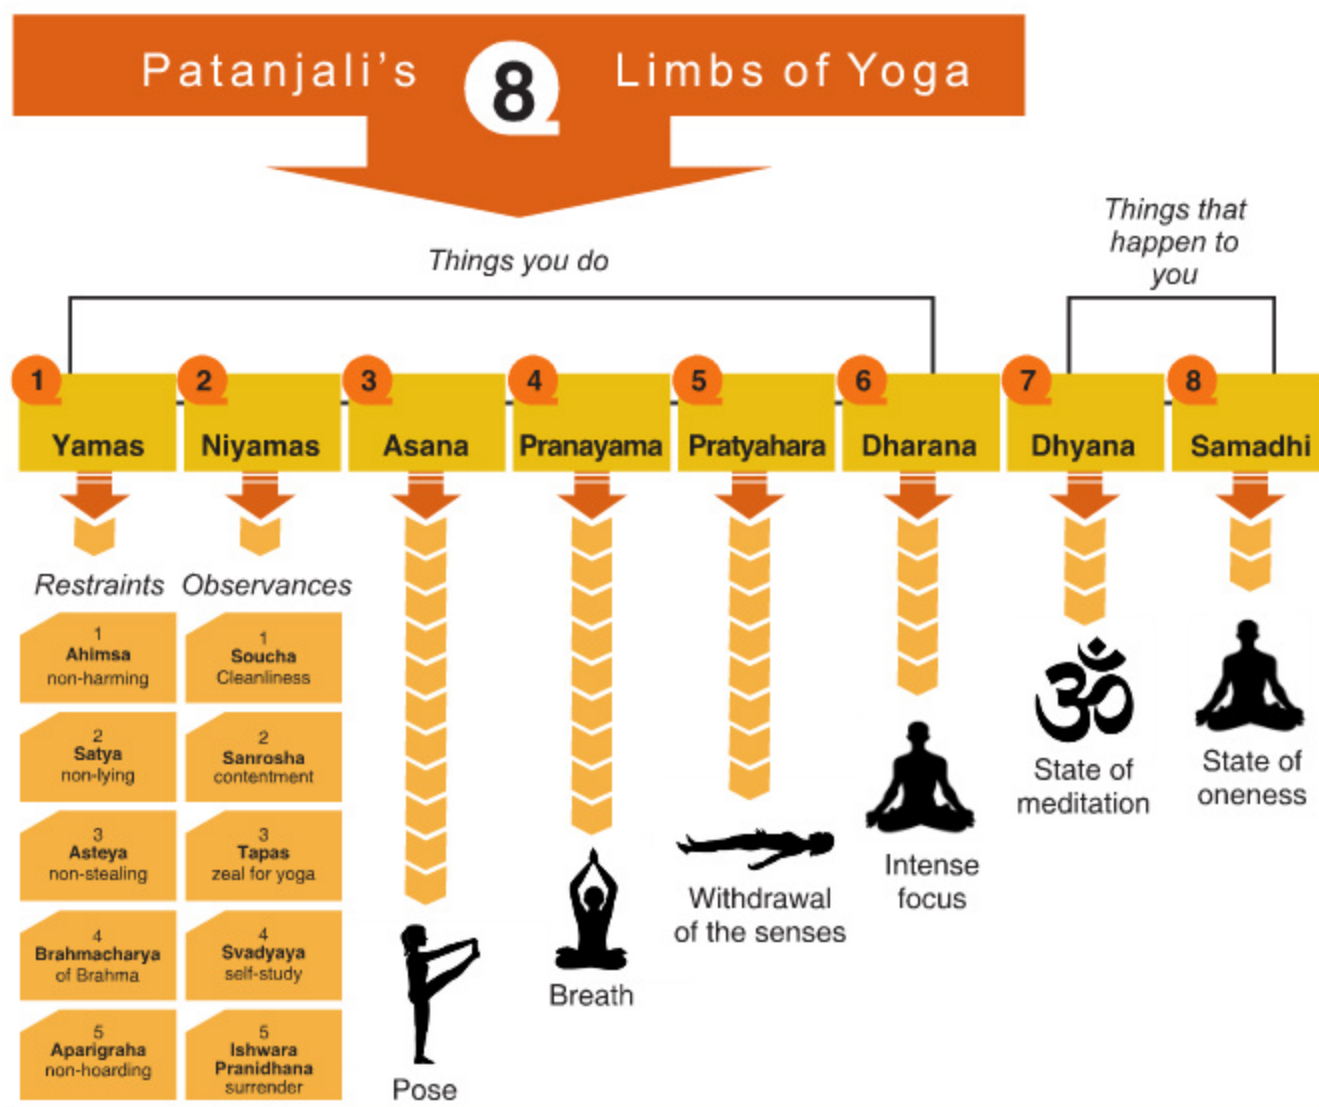 Patanjali's 8 Limbs of Yoga
Things you do
Things that
happen to
you
1
Yamas
2
Niyamas
3
Asana
4
Pranayama
5
Pratyahara
6
Dharana
7
Dhyana
8
Samadhi
Restraints
1
Ahimsa
non-harming
2
Satya
non-lying
3
Asteya
non-stealing
4
Brahmacharya
of Brahma
5
Aparigraha
non-hoarding
Observances
1
Soucha
Cleanliness
2
Sanrosha
contentment
3
Tapas
zeal for yoga
4
Svadyaya
self-study
5
Ishwara
Pranidhana
surrender
Pose
Breath
Withdrawal
of the senses
Intense
focus
ॐ
State of
meditation
State of
oneness